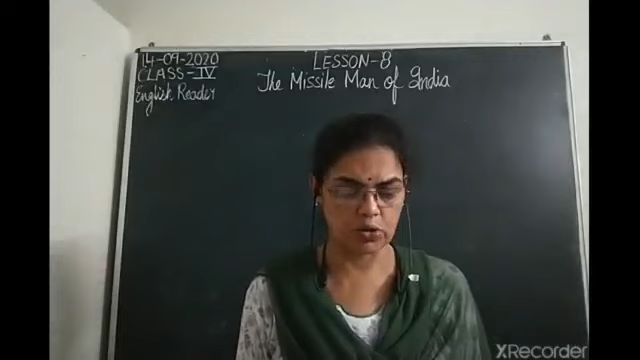 14-09-2020
CLASS-IV
English Reader
LESSON-8
The Missile Man of India
XRecorder